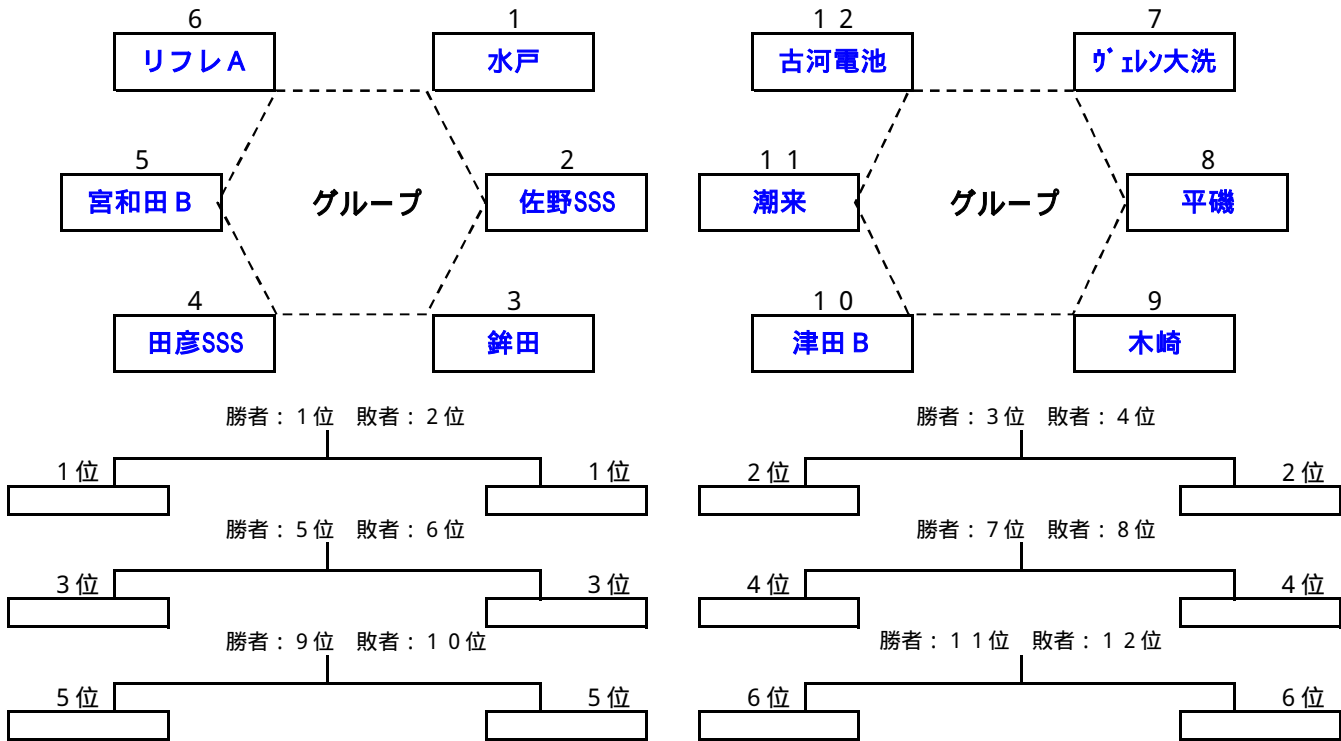 6 1 1 2 7
リフレA 水戸 古河電池 ヴェレン大洗
5 2 1 1 8
宮和田B グループ 佐野SSS 潮来 グループ 平磯
4 3 1 0 9
田彦SSS 鉾田 津田B 木崎
勝者：1位 敗者：2位 勝者：3位 敗者：4位
1位 1位 2位 2位
勝者：5位 敗者：6位 勝者：7位 敗者：8位
3位 3位 4位 4位
勝者：9位 敗者：1 0位 勝者：1 1位 敗者：1 2位
5位 5位 6位 6位